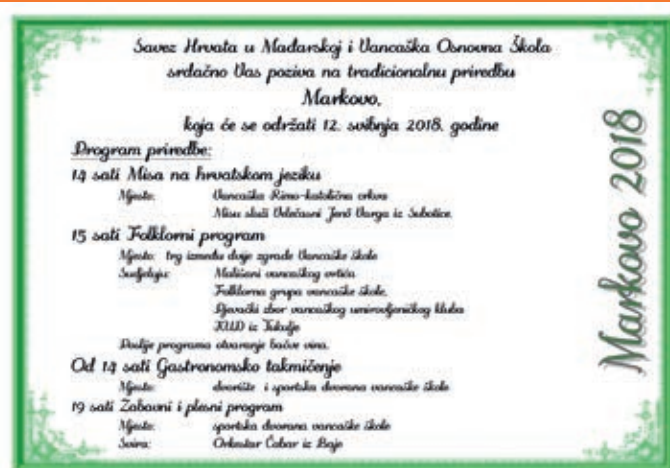 Savez Hrvata u Mađarskoj i Vancaška Osnovna Škola
srdačno Vas poziva na tradicionalnu priredbu
Markovo,
koja će se održati 12. svibnja 2018. godine
Program priredbe:
14 sati Misa na hrvatskom jeziku
Mjesto: Vancaška Rimo-katolična crkva
Misu služi Velečasni Jenő Varga iz Subotice.
15 sati Folklorni program
Mjesto: trg između dvije zgrade Vancaške škole
Sudjeluju: Mališani vancaškog vrtića
Folklorna grupa vancaške škole,
Pjevački zbor vancaškog umirovljeničkog kluba
KUD iz Tukulje
Poslije programa otvaranje bačve vina.
Od 14 sati Gastronomsko takmičenje
Mjesto: dvorište i sportska dvorana vancaške škole
19 sati Zabavni i plesni program
Mjesto: sportska dvorana vancaške škole
Svira: Orkestar Čabar iz Baje
Markovo 2018